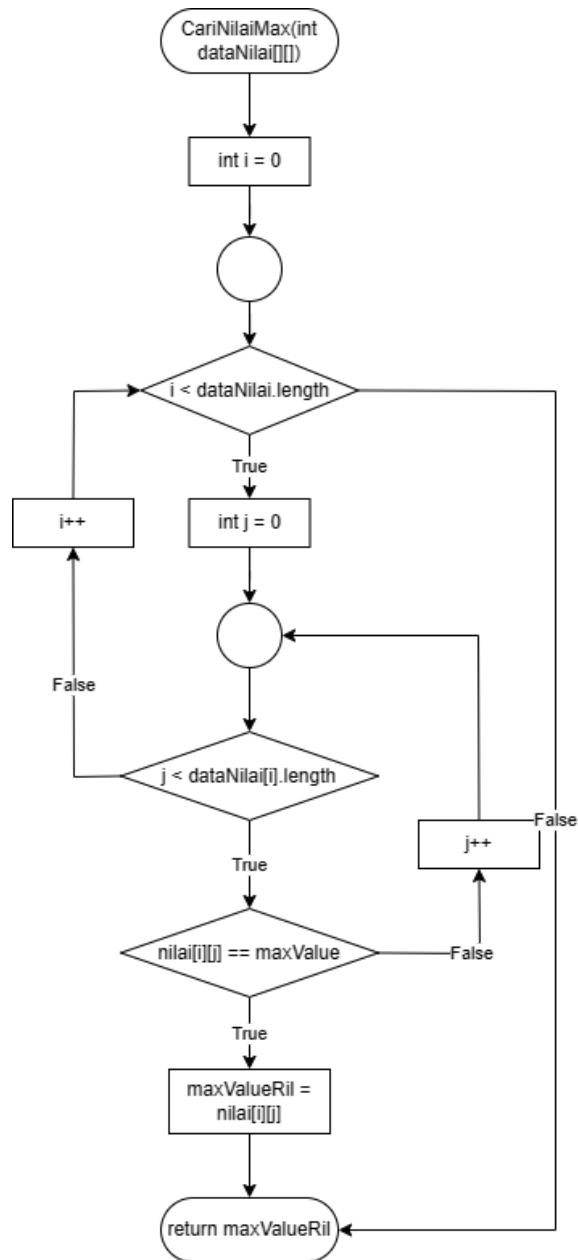 CariNilaiMax(int
dataNilai[][])
int i = 0
i < dataNilai.length
True
i++
int j = 0
False
j < dataNilai[i].length
False
j++
True
nilai[i][j] == maxValue
False
True
maxValueRil =
nilai[i][j]
return maxValueRil